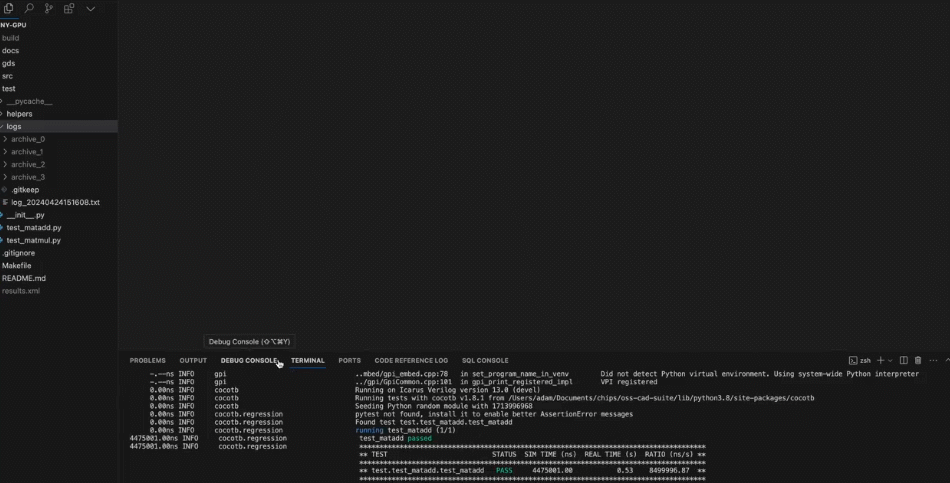 NY-GPU
build
docs
gds
src
test
__pycache__
helpers
logs
archive_0
archive_1
archive_2
archive_3
.gitkeep
log_20240424151608.txt
__init__.py
test_matadd.py
test_matmul.py
.gitignore
Makefile
README.md
results.xml
Debug Console (⇧⌥⌘Y)
PROBLEMS OUTPUT DEBUG CONSOLE TERMINAL PORTS CODE REFERENCE LOG SQL CONSOLE zsh
-.--ns INFO gpi ..mbed/gpi_embed.cpp:78 in set_program_name_in_venv Did not detect Python virtual environment. Using system-wide Python interpreter
-.--ns INFO gpi ../gpi/GpiCommon.cpp:101 in gpi_print_registered_impl VPI registered
0.00ns INFO cocotb Running on Icarus Verilog version 13.0 (devel)
0.00ns INFO cocotb Running tests with cocotb v1.8.1 from /Users/adam/Documents/chips/oss-cad-suite/lib/python3.8/site-packages/cocotb
0.00ns INFO cocotb Seeding Python random module with 1713996968
0.00ns INFO cocotb.regression pytest not found, install it to enable better AssertionError messages
0.00ns INFO cocotb.regression Found test test.test_matadd.test_matadd
0.00ns INFO cocotb.regression running test_matadd (1/1)
4475001.00ns INFO cocotb.regression test_matadd passed
4475001.00ns INFO cocotb.regression **************************************************************************************
** TEST STATUS SIM TIME (ns) REAL TIME (s) RATIO (ns/s) **
**************************************************************************************
** test.test_matadd.test_matadd PASS 4475001.00 0.53 8499996.87 **
**************************************************************************************